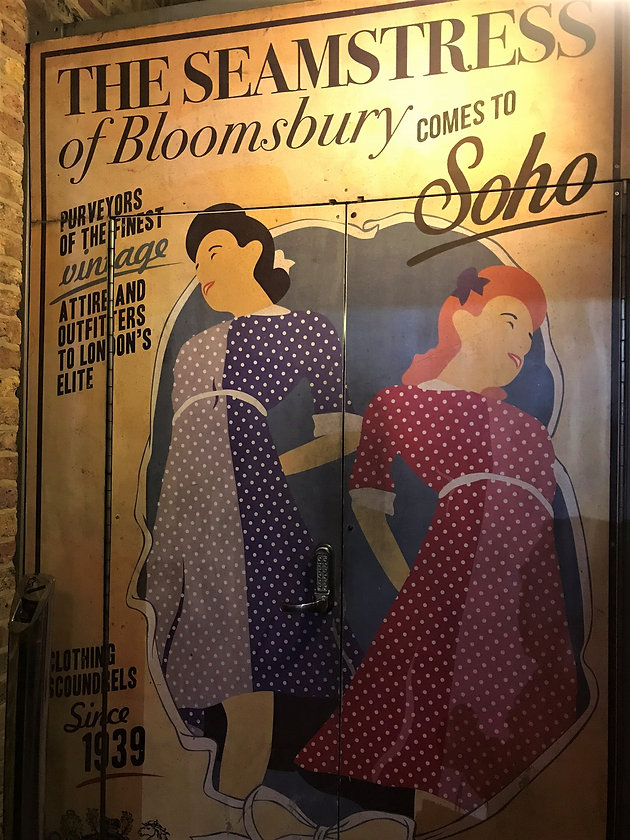 THE SEAMSTRESS
of Bloomsbury COMES TO
Soho
PURVEYORS
OF THE FINEST
vintage
ATTIRE AND
OUTFITTERS
TO LONDON'S
ELITE
CLOTHING
SCOUNDRELS
Since
1939